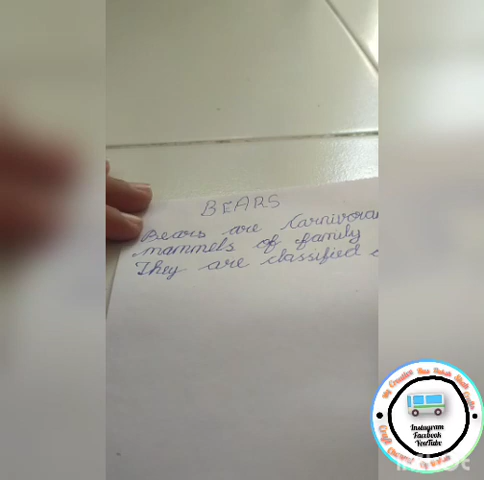 BEARS
Bears are Carnivora
mammels of family
They are classified
Instagram
Facebook
YouTube